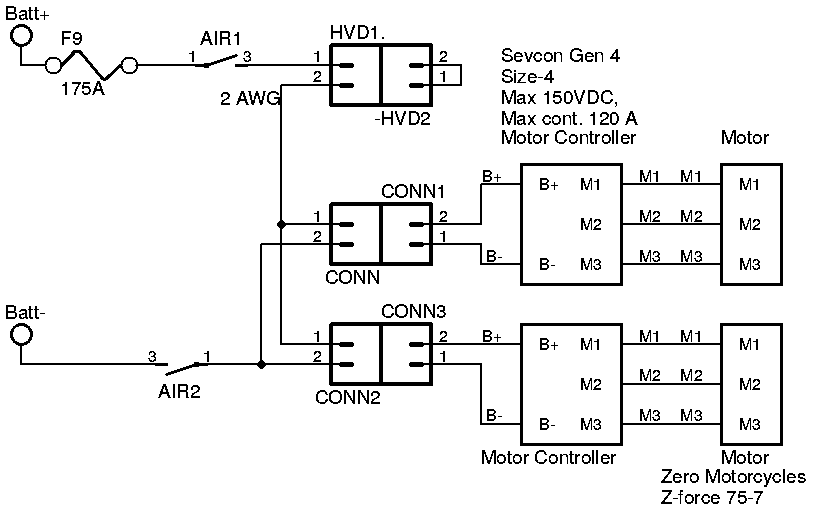 Batt+
F9
175A
AIR1
1 3
HVD1.
1 2
2 1
2 AWG
-HVD2
Sevcon Gen 4
Size-4
Max 150VDC,
Max cont. 120 A
Motor Controller
Motor
CONN1
1 2
2 1
CONN
B+ B+ M1 M1 M1 M1
M2 M2 M2 M2
B- B- M3 M3 M3 M3
Batt-
3 1
AIR2
CONN3
1 2
2 1
CONN2
B+ B+ M1 M1 M1 M1
M2 M2 M2 M2
B- B- M3 M3 M3 M3
Motor Controller
Motor
Zero Motorcycles
Z-force 75-7